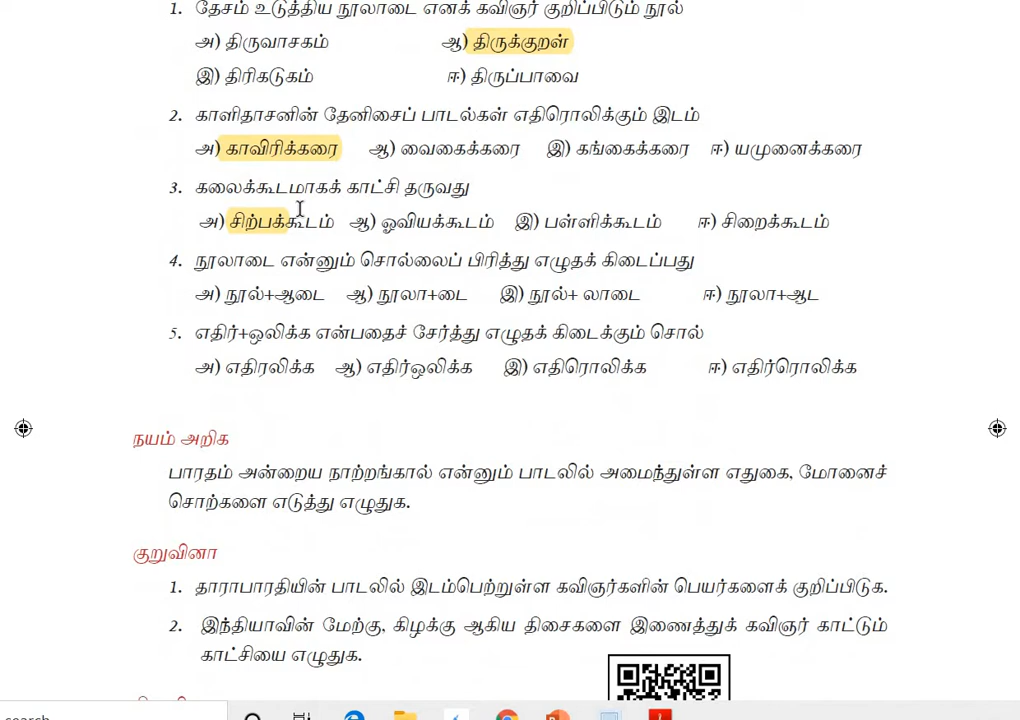 1. தேசம் உடுத்திய நூலாடை எனக் கவிஞர் குறிப்பிடும் நூல்
அ) திருவாசகம் ஆ) திருக்குறள்
இ) திரிகடுகம் ஈ) திருப்பாவை
2. காளிதாசனின் தேனிசைப் பாடல்கள் எதிரொலிக்கும் இடம்
அ) காவிரிக்கரை ஆ) வைகைக்கரை இ) கங்கைக்கரை ஈ) யமுனைக்கரை
3. கலைக்கூடமாகக் காட்சி தருவது
அ) சிற்பக்கூடம் ஆ) ஓவியக்கூடம் இ) பள்ளிக்கூடம் ஈ) சிறைக்கூடம்
4. நூலாடை என்னும் சொல்லைப் பிரித்து எழுதக் கிடைப்பது
அ) நூல்+ஆடை ஆ) நூலா+டை இ) நூல்+ லாடை ஈ) நூலா+ஆட
5. எதிர்+ஒலிக்க என்பதைச் சேர்த்து எழுதக் கிடைக்கும் சொல்
அ) எதிரலிக்க ஆ) எதிர்ஒலிக்க இ) எதிரொலிக்க ஈ) எதிர்ரொலிக்க
நயம் அறிக
பாரதம் அன்றைய நாற்றங்கால் என்னும் பாடலில் அமைந்துள்ள எதுகை, மோனைச்
சொற்களை எடுத்து எழுதுக.
குறுவினா
1. தாராபாரதியின் பாடலில் இடம்பெற்றுள்ள கவிஞர்களின் பெயர்களைக் குறிப்பிடுக.
2. இந்தியாவின் மேற்கு, கிழக்கு ஆகிய திசைகளை இணைத்துக் கவிஞர் காட்டும்
காட்சியை எழுதுக.
search